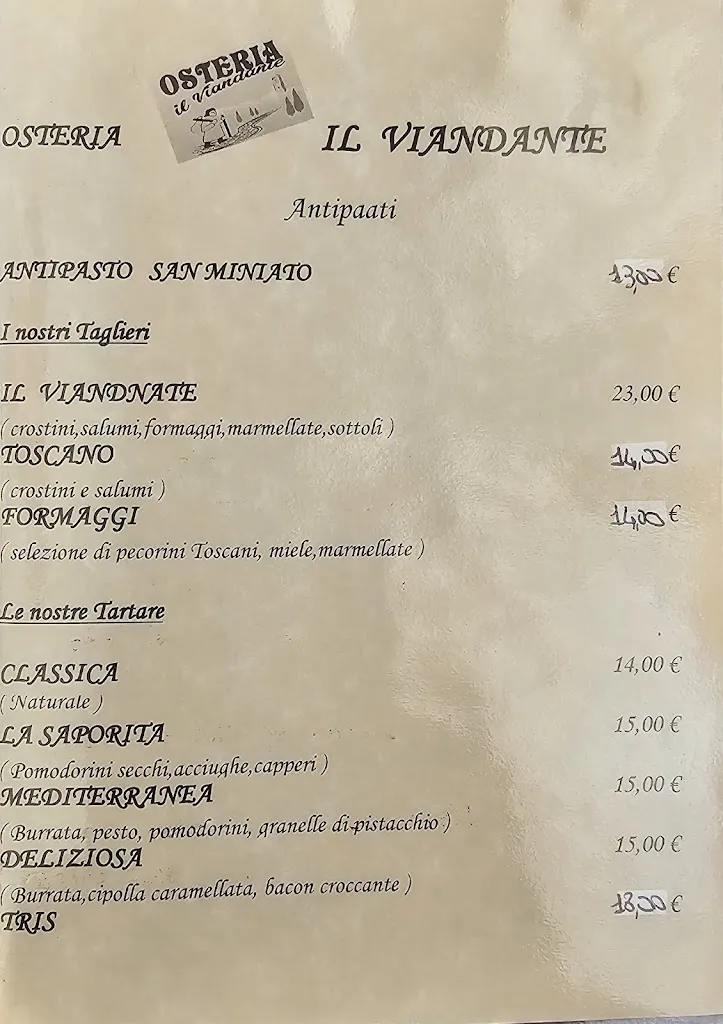 OSTERIA
il Viandante
OSTERIA IL VIANDANTE
Antipaati
ANTIPASTO SAN MINIATO 13,00 €
I nostri Taglieri
IL VIANDNATE 23,00 €
( crostini,salumi,formaggi,marmellate,sottoli )
TOSCANO 14,00 €
( crostini e salumi )
FORMAGGI 14,00 €
( selezione di pecorini Toscani, miele,marmellate )
Le nostre Tartare
CLASSICA 14,00 €
( Naturale )
LA SAPORITA 15,00 €
( Pomodorini secchi,acciughe,capperi )
MEDITERRANEA 15,00 €
( Burrata, pesto, pomodorini, granelle di pistacchio )
DELIZIOSA 15,00 €
( Burrata,cipolla caramellata, bacon croccante )
TRIS 18,00 €